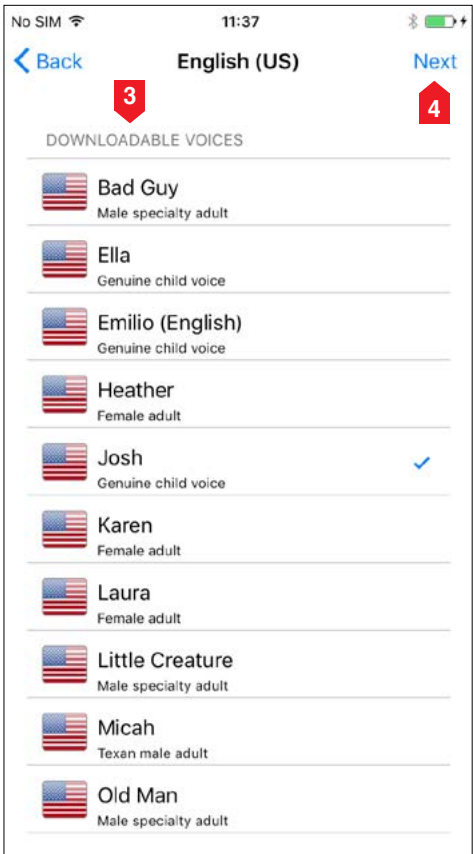 No SIM 11:37
Back English (US) Next
3
4
DOWNLOADABLE VOICES
Bad Guy
Male specialty adult
Ella
Genuine child voice
Emilio (English)
Genuine child voice
Heather
Female adult
Josh
Genuine child voice
Karen
Female adult
Laura
Female adult
Little Creature
Male specialty adult
Micah
Texan male adult
Old Man
Male specialty adult